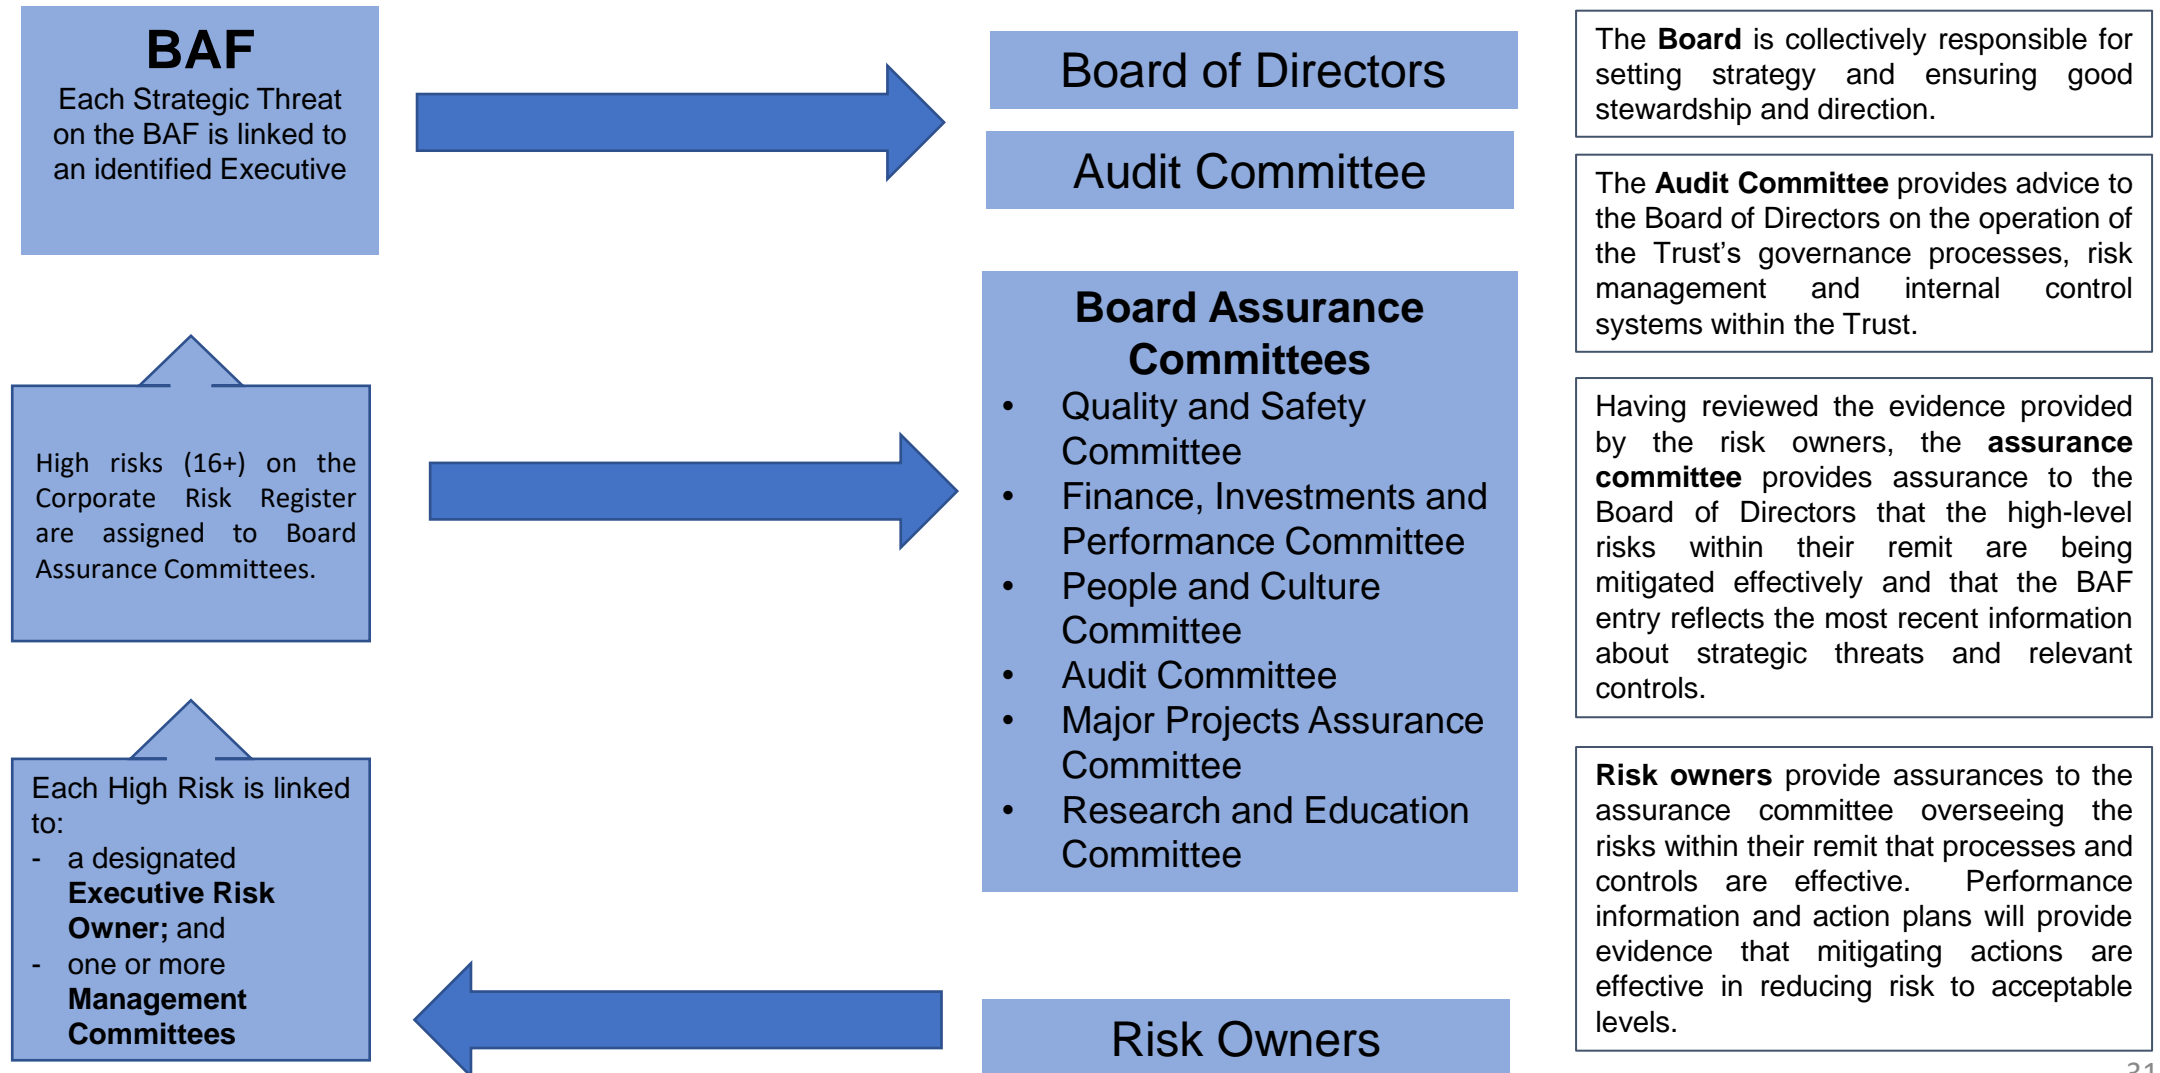 BAF
Each Strategic Threat
on the BAF is linked to
an identified Executive
High risks (16+) on the
Corporate Risk Register
are assigned to Board
Assurance Committees.
Each High Risk is linked
to:
- a designated
Executive Risk
Owner; and
- one or more
Management
Committees
Board of Directors
Audit Committee
Board Assurance
Committees
• Quality and Safety
Committee
• Finance, Investments and
Performance Committee
• People and Culture
Committee
• Audit Committee
• Major Projects Assurance
Committee
• Research and Education
Committee
Risk Owners
The Board is collectively responsible for
setting strategy and ensuring good
stewardship and direction.
The Audit Committee provides advice to
the Board of Directors on the operation of
the Trust’s governance processes, risk
management and internal control
systems within the Trust.
Having reviewed the evidence provided
by the risk owners, the assurance
committee provides assurance to the
Board of Directors that the high-level
risks within their remit are being
mitigated effectively and that the BAF
entry reflects the most recent information
about strategic threats and relevant
controls.
Risk owners provide assurances to the
assurance committee overseeing the
risks within their remit that processes and
controls are effective. Performance
information and action plans will provide
evidence that mitigating actions are
effective in reducing risk to acceptable
levels.
31